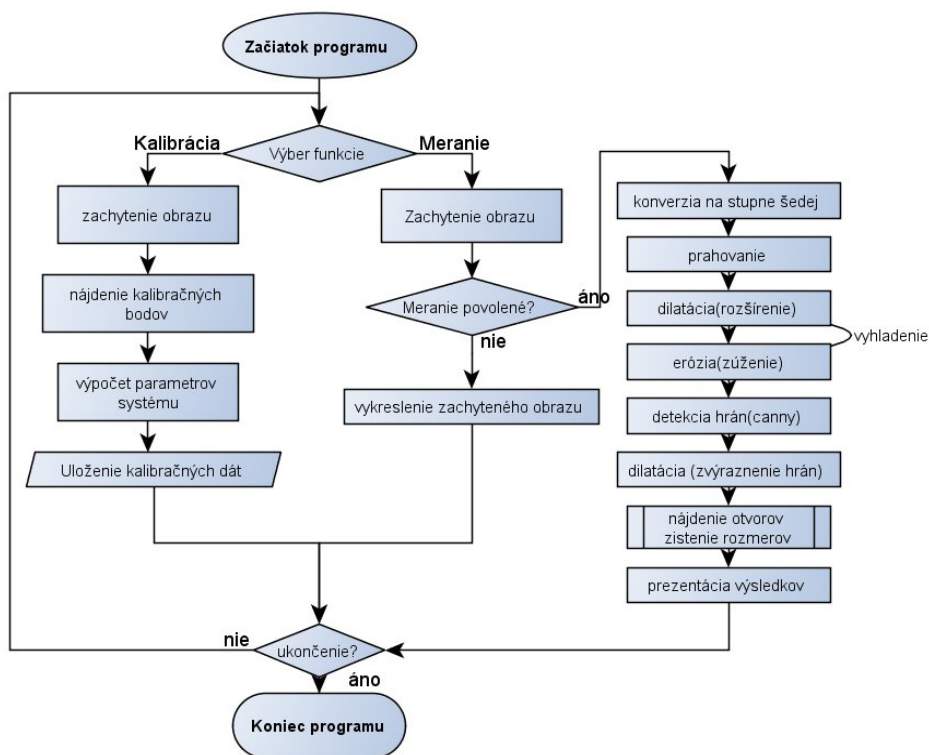 Začiatok programu
Kalibrácia
Výber funkcie
Meranie
zachytenie obrazu
nájdenie kalibračných
bodov
výpočet parametrov
systému
Uloženie kalibračných dát
Zachytenie obrazu
Meranie povolené?
áno
nie
vykreslenie zachyteného obrazu
konverzia na stupne šedej
prahovanie
dilatácia(rozšírenie)
vyhladenie
erózia(zúženie)
detekcia hrán(canny)
dilatácia (zvýraznenie hrán)
nájdenie otvorov
zistenie rozmerov
prezentácia výsledkov
nie
ukončenie?
áno
Koniec programu